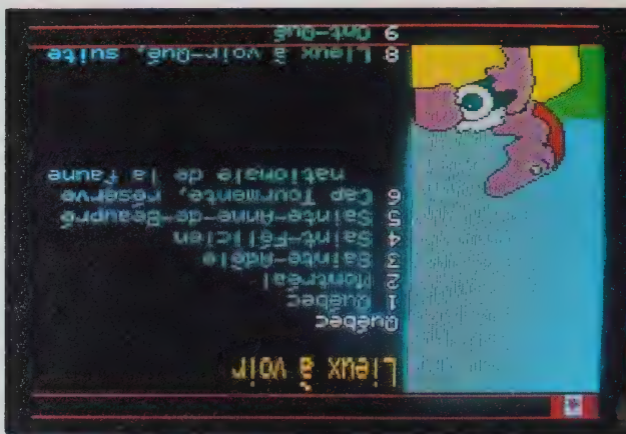 Lieux à voir
Québec
1 Québec
2 Montréal
3 Sainte-Adèle
4 Saint-Félicien
5 Sainte-Anne-de-Beaupré
6 Cap Tourmente, réserve
nationale de la faune
8 Lieux à voir-Qué, suite
9 Ont-Qué